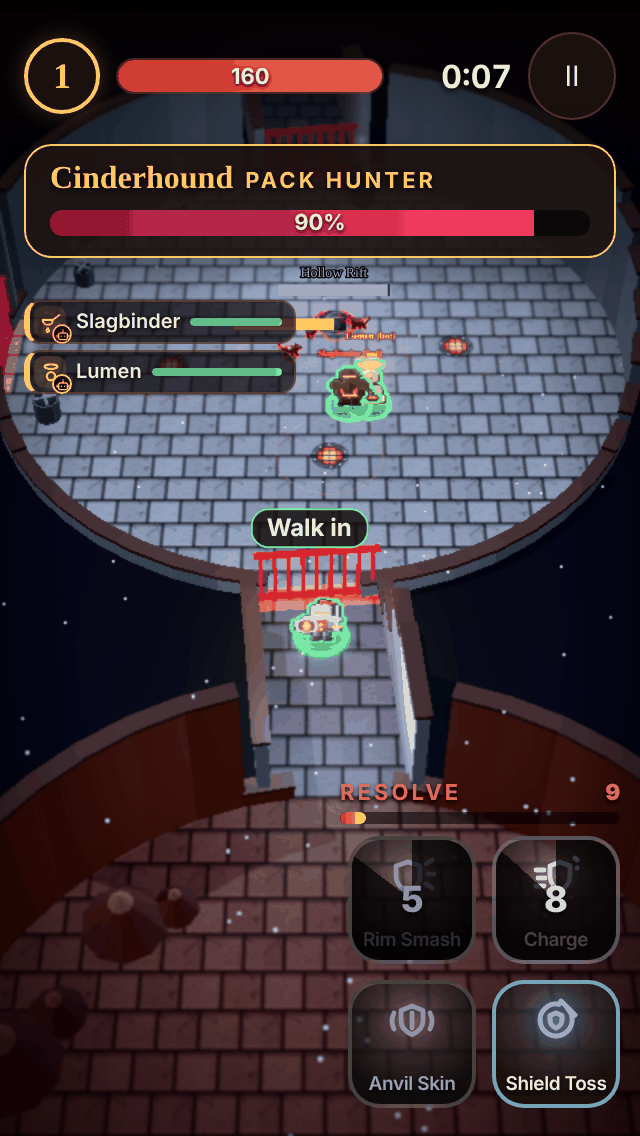 1
160
0:07
Cinderhound PACK HUNTER
90%
Hollow Rift
Slagbinder
Lumen
Walk in
RESOLVE 9
5
Rim Smash
8
Charge
Anvil Skin
Shield Toss